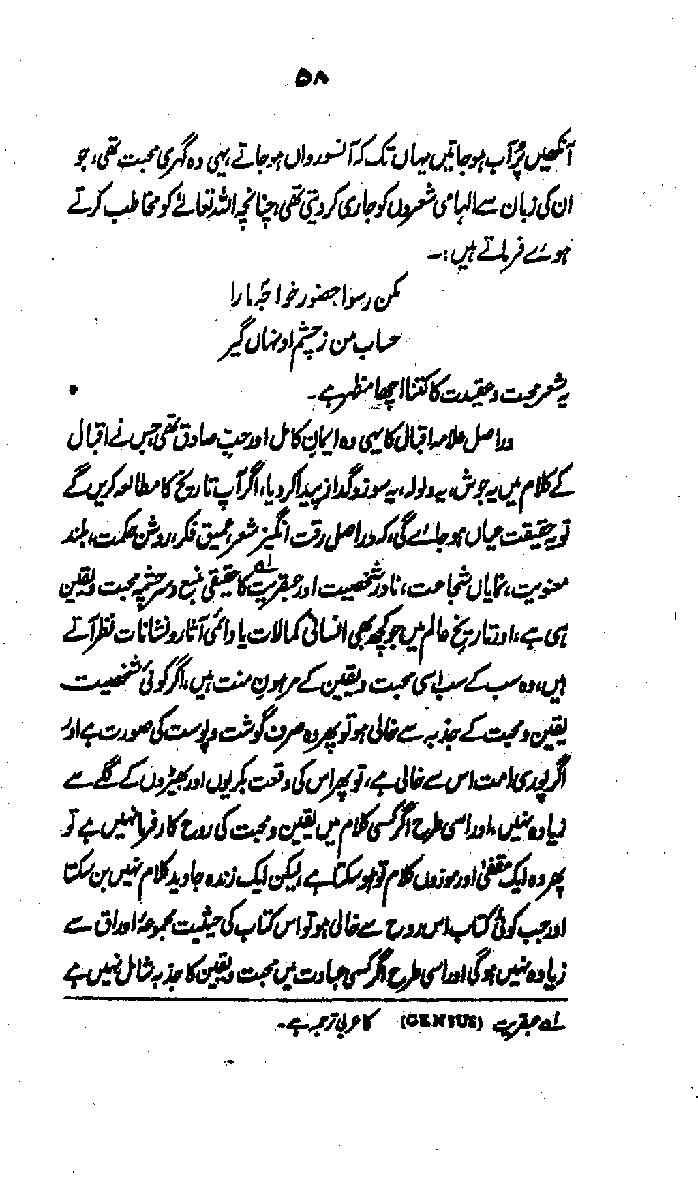 ۵۸
آنکھیں پُر آب ہو جاتیں یہاں تک کہ آنسو رواں ہو جاتے، یہی وہ گہری محبت تھی، جو
ان کی زبان سے الہامی شعروں کو جاری کر دیتی تھی، چنانچہ اللہ تعالےٰ کو مخاطب کرتے
ہوئے فرماتے ہیں:۔
مکن رسوا حضور خواجہؐ مارا
حساب من ز چشم او نہاں گیر
یہ شعر محبت و عقیدت کا کتنا اچھا مظہر ہے۔
دراصل علامہ اقبال کا یہی وہ ایمان کامل اور حب صادق تھی جس نے اقبال
کے کلام میں یہ جوش، یہ ولولہ، یہ سوز و گداز پیدا کر دیا، اگر آپ تاریخ کا مطالعہ کریں گے
تو یہ حقیقت عیاں ہو جائے گی، کہ دراصل رقت انگیز شعر، عمیق فکر، روشن حکمت، بلند
معنویت، نمایاں شجاعت، نادر شخصیت اور عبقریت لہ کا حقیقی منبع و سرچشمہ محبت و یقین
ہی ہے، اور تاریخ عالم میں جو کچھ بھی انسانی کمالات یا دائمی آثار و نشانات نظر آتے
ہیں، وہ سب کے سب اسی محبت و یقین کے مرہون منت ہیں، اگر کوئی شخصیت
یقین و محبت کے جذبہ سے خالی ہو تو پھر وہ صرف گوشت و پوست کی صورت ہے اور
اگر پوری امت اس سے خالی ہے، تو پھر اس کی وقعت بکریوں اور بھیڑوں کے گلے سے
زیادہ نہیں، اور اسی طرح اگر کسی کلام میں یقین و محبت کی روح کار فرما نہیں ہے تو
پھر وہ ایک مقفیٰ اور موزوں کلام تو ہو سکتا ہے، لیکن ایک زندہ جاوید کلام نہیں بن سکتا
اور جب کوئی کتاب اس روح سے خالی ہو تو اس کتاب کی حیثیت مجموعۂ اوراق سے
زیادہ نہیں ہوگی اور اسی طرح اگر کسی عبادت میں محبت و یقین کا جذبہ شامل نہیں ہے
لہ عبقریت (GENIUS) کا عربی ترجمہ ہے۔